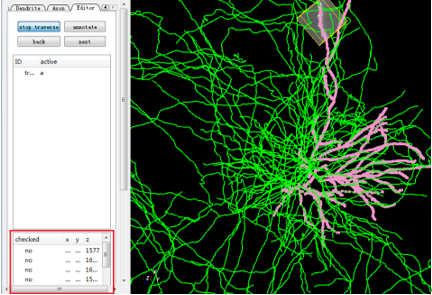 Dendrite Axon Editor
stop traverse annotate
back next
ID active
tr... a
checked x y z
no ... ... 1577
no ... ... 16...
no ... ... 16...
no ... ... 15...
z